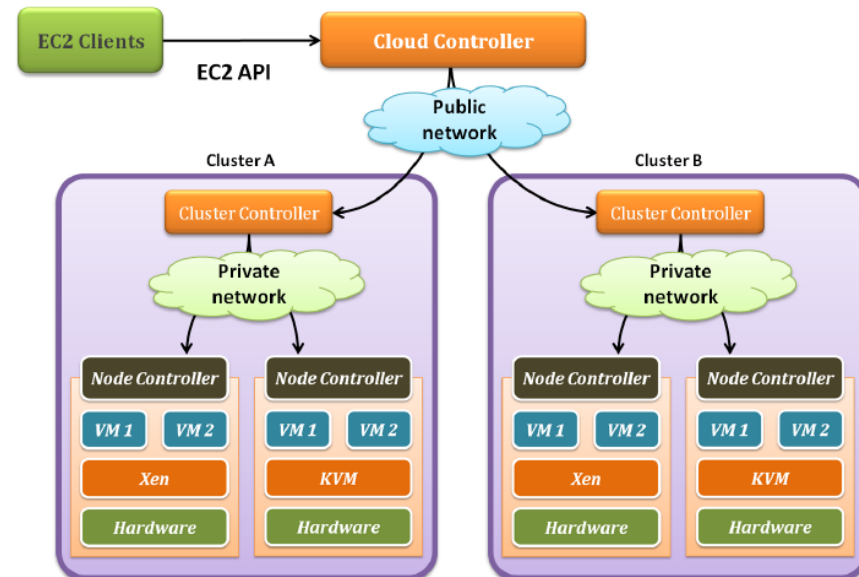 EC2 Clients
Cloud Controller
EC2 API
Public
network
Cluster A
Cluster B
Cluster Controller
Cluster Controller
Private
network
Private
network
Node Controller
Node Controller
Node Controller
Node Controller
VM 1
VM 2
VM 1
VM 2
VM 1
VM 2
VM 1
VM 2
Xen
KVM
Xen
KVM
Hardware
Hardware
Hardware
Hardware